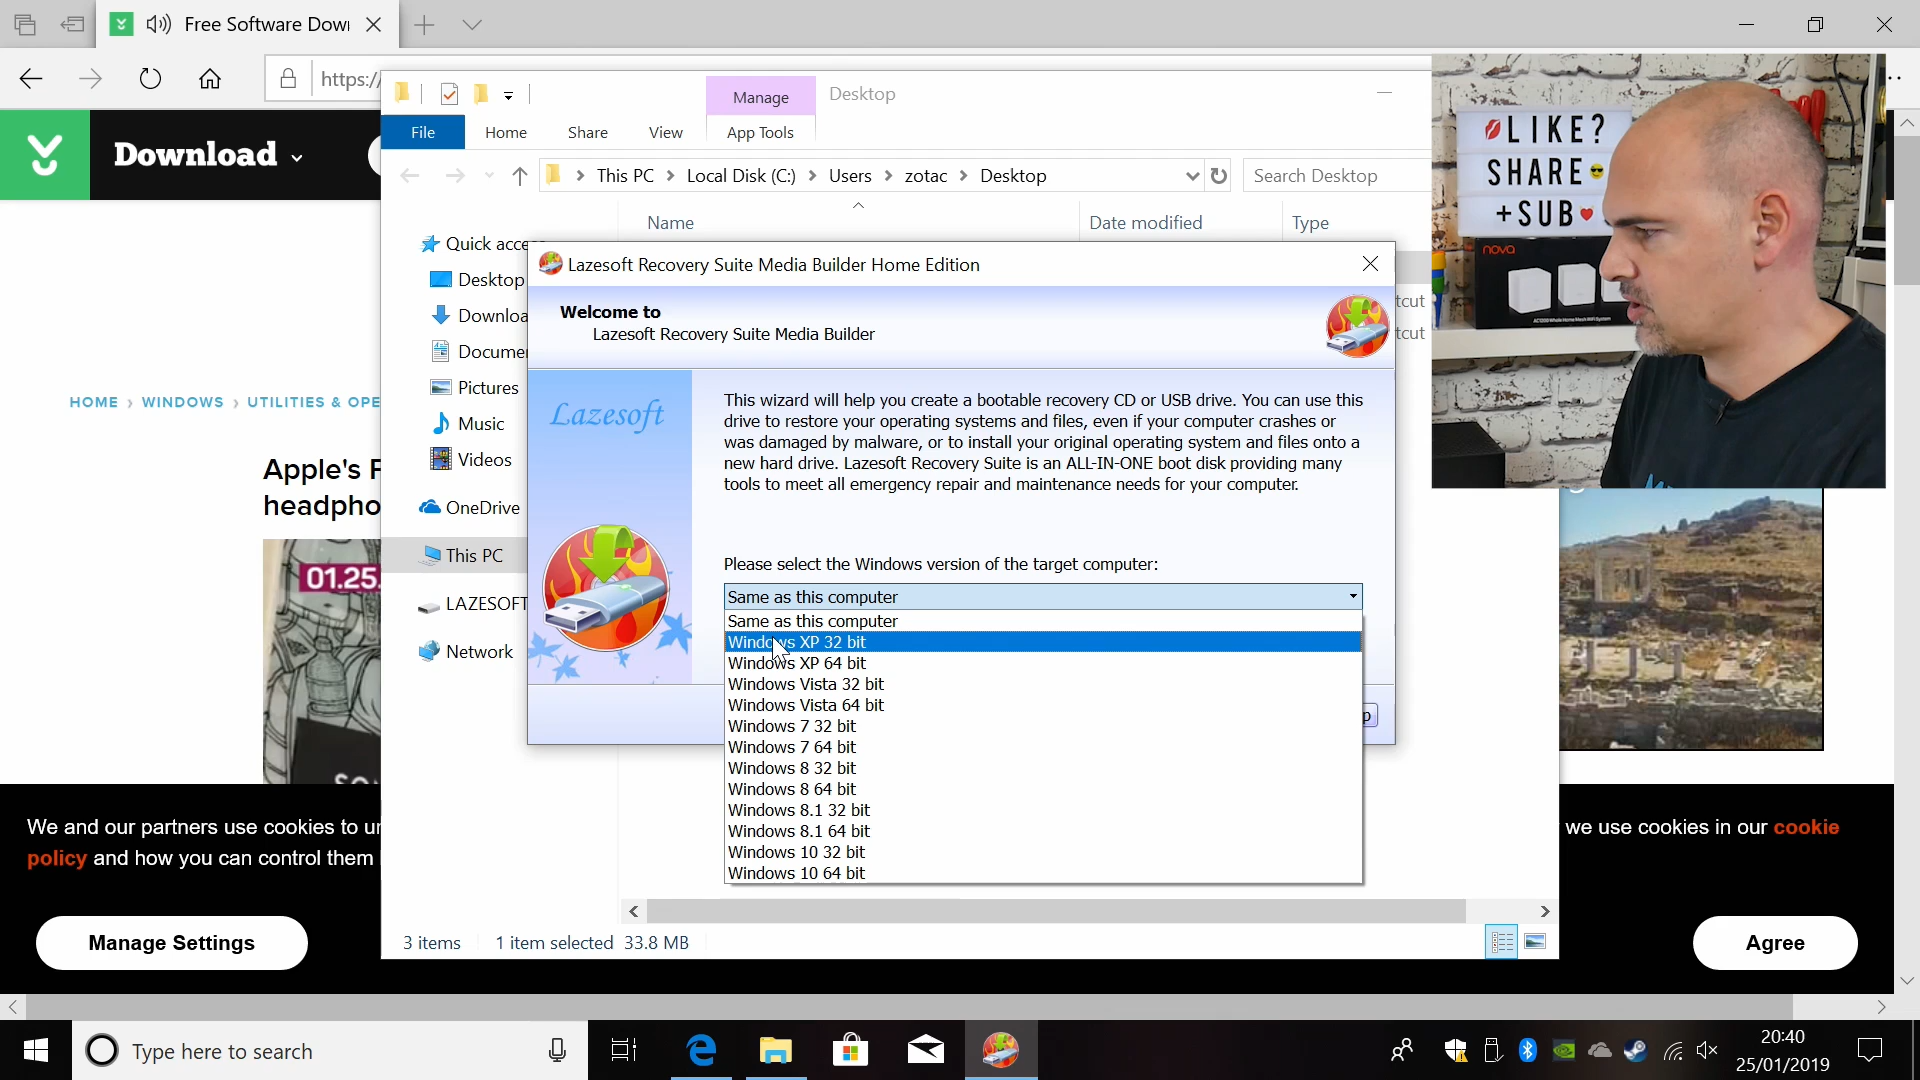 Free Software Down
https:/
Download
HOME › WINDOWS › UTILITIES & OPE
Apple's F
headpho
01.25.
We and our partners use cookies to u
policy and how you can control them
we use cookies in our cookie
Manage Settings
Agree
Manage
Desktop
File
Home
Share
View
App Tools
This PC
Local Disk (C:)
Users
zotac
Desktop
Search Desktop
Name
Date modified
Type
Quick acce
Desktop
Downloa
Docume
Pictures
Music
Videos
OneDrive
This PC
LAZESOFT
Network
tcut
tcut
3 items
1 item selected 33.8 MB
Lazesoft Recovery Suite Media Builder Home Edition
Welcome to
Lazesoft Recovery Suite Media Builder
Lazesoft
This wizard will help you create a bootable recovery CD or USB drive. You can use this
drive to restore your operating systems and files, even if your computer crashes or
was damaged by malware, or to install your original operating system and files onto a
new hard drive. Lazesoft Recovery Suite is an ALL-IN-ONE boot disk providing many
tools to meet all emergency repair and maintenance needs for your computer.
Please select the Windows version of the target computer:
Same as this computer
Same as this computer
Windows XP 32 bit
Windows XP 64 bit
Windows Vista 32 bit
Windows Vista 64 bit
Windows 7 32 bit
Windows 7 64 bit
Windows 8 32 bit
Windows 8 64 bit
Windows 8.1 32 bit
Windows 8.1 64 bit
Windows 10 32 bit
Windows 10 64 bit
p
LIKE?
SHARE
+SUB
nova
AC1200 Whole Home Mesh WiFi System
Type here to search
20:40
25/01/2019